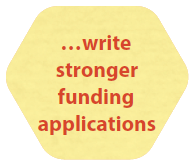 …write
stronger
funding
applications